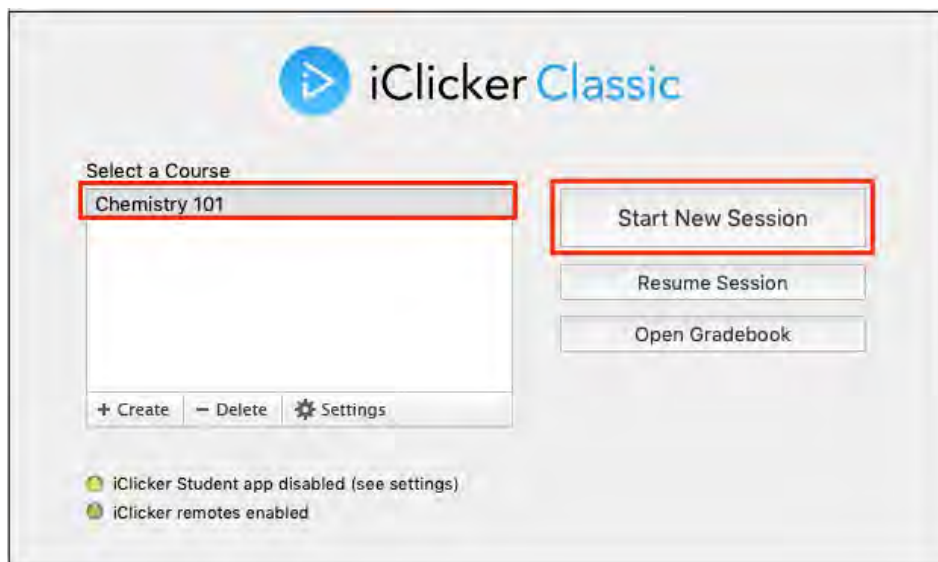 iClicker Classic
Select a Course
Chemistry 101
Start New Session
Resume Session
Open Gradebook
+ Create − Delete Settings
iClicker Student app disabled (see settings)
iClicker remotes enabled